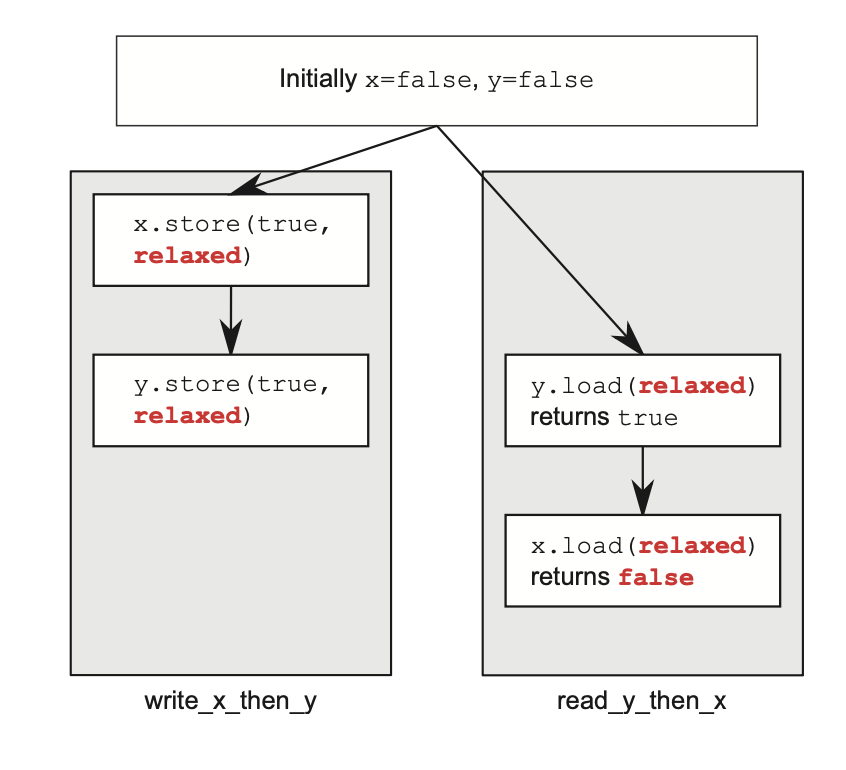 Initially x=false, y=false
x.store(true,
relaxed)
y.store(true,
relaxed)
y.load(relaxed)
returns true
x.load(relaxed)
returns false
write_x_then_y
read_y_then_x